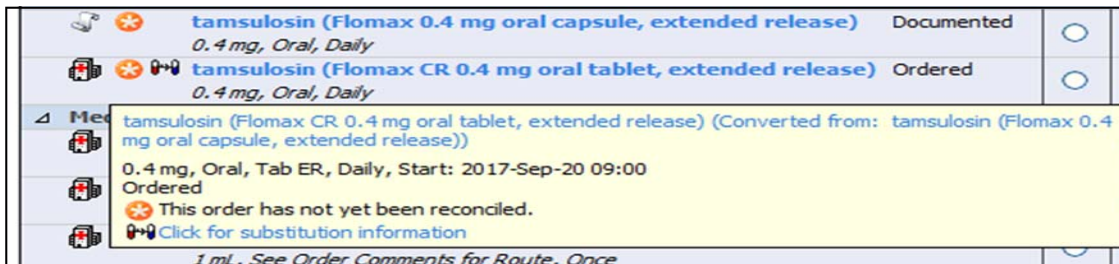 tamsulosin (Flomax 0.4 mg oral capsule, extended release) Documented
0.4 mg, Oral, Daily
tamsulosin (Flomax CR 0.4 mg oral tablet, extended release) Ordered
0.4 mg, Oral, Daily
Med
tamsulosin (Flomax CR 0.4 mg oral tablet, extended release) (Converted from: tamsulosin (Flomax 0.4
mg oral capsule, extended release))
0.4 mg, Oral, Tab ER, Daily, Start: 2017-Sep-20 09:00
Ordered
This order has not yet been reconciled.
Click for substitution information
1 mL, See Order Comments for Route, Once